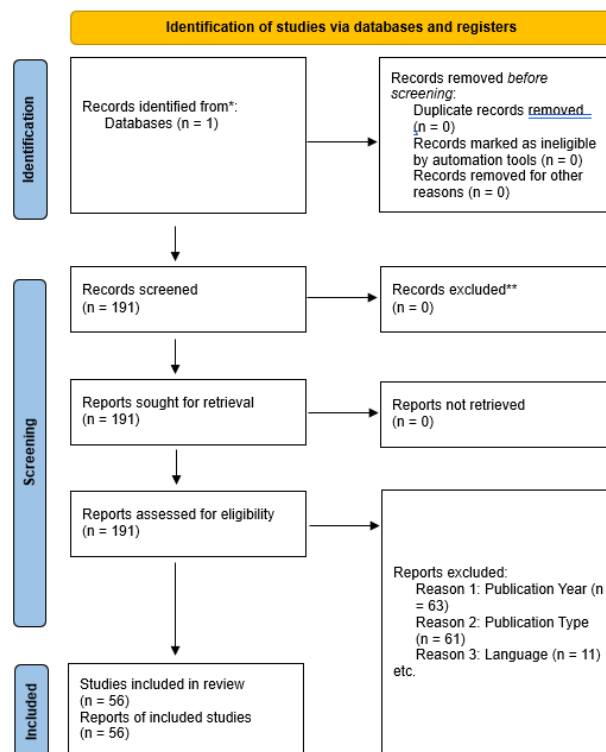 Identification of studies via databases and registers
Identification
Records identified from*:
Databases (n = 1)
Records removed before
screening:
Duplicate records removed
(n = 0)
Records marked as ineligible
by automation tools (n = 0)
Records removed for other
reasons (n = 0)
Screening
Records screened
(n = 191)
Records excluded**
(n = 0)
Reports sought for retrieval
(n = 191)
Reports not retrieved
(n = 0)
Reports assessed for eligibility
(n = 191)
Reports excluded:
Reason 1: Publication Year (n
= 63)
Reason 2: Publication Type
(n = 61)
Reason 3: Language (n = 11)
etc.
Included
Studies included in review
(n = 56)
Reports of included studies
(n = 56)